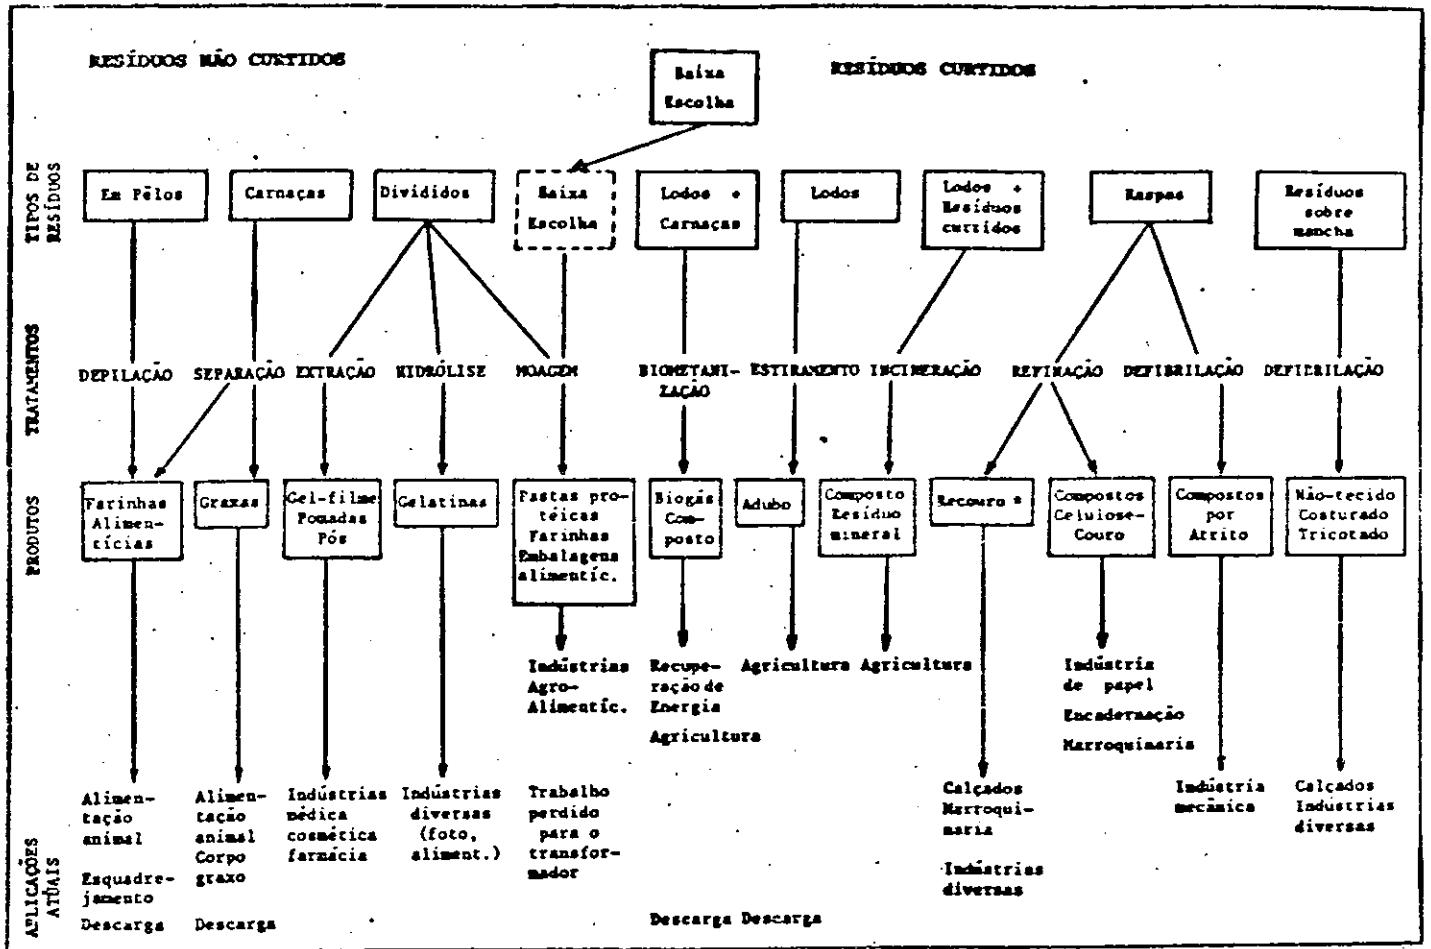 RESÍDUOS NÃO CURTIDOS
RESÍDUOS CURTIDOS
Baixa
Escolha
TIPOS DE
RESÍDUOS
Em Pêlos
Carnaças
Divididos
Baixa
Escolha
Lodos +
Carnaças
Lodos
Lodos +
Resíduos
curtidos
Raspas
Resíduos
sobre
mancha
TRATAMENTOS
DEPILAÇÃO
SEPARAÇÃO
EXTRAÇÃO
HIDRÓLISE
MOAGEM
BIOMETANI-
ZAÇÃO
ESTIRAMENTO
INCINERAÇÃO
REFINAÇÃO
DEFIBRILAÇÃO
DEFIBRILAÇÃO
PRODUTOS
Farinhas
Alimen-
tícias
Graxas
Gel-filme
Pomadas
Pós
Gelatinas
Pastas pro-
téicas
Farinhas
Embalagens
alimentíc.
Biogás
Com-
posto
Adubo
Composto
Resíduo
mineral
Recouro *
Compostos
Celulose-
Couro
Compostos
por
Atrito
Não-tecido
Costurado
Tricotado
APLICAÇÕES
ATUAIS
Alimen-
tação
animal
Esquadre-
jamento
Descarga
Alimen-
tação
animal
Corpo
graxo
Descarga
Indústrias
médica
cosmética
farmácia
Indústrias
diversas
(foto,
aliment.)
Indústrias
Agro-
Alimentíc.
Trabalho
perdido
para o
transfor-
mador
Recupe-
ração de
Energia
Agricultura
Descarga
Agricultura
Descarga
Agricultura
Calçados
Marroqui-
maria
Indústrias
diversas
Indústria
de papel
Encadernação
Marroquimaria
Indústria
mecânica
Calçados
Indústrias
diversas